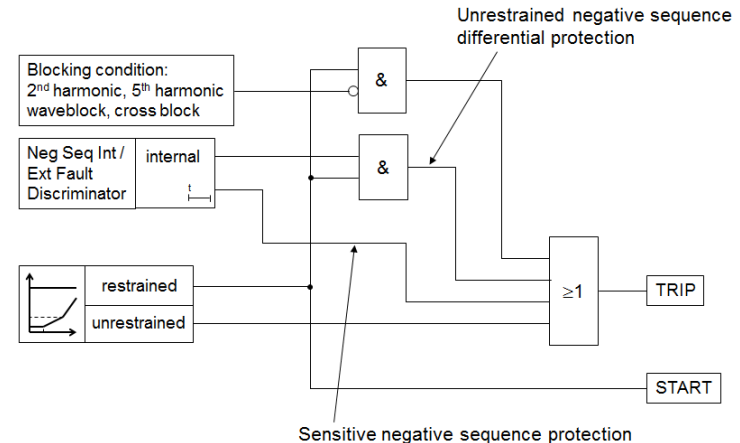 Unrestrained negative sequence
differential protection
Blocking condition:
2nd harmonic, 5th harmonic
waveblock, cross block
&
Neg Seq Int /
Ext Fault
Discriminator
internal
t
&
restrained
unrestrained
≥1
TRIP
START
Sensitive negative sequence protection